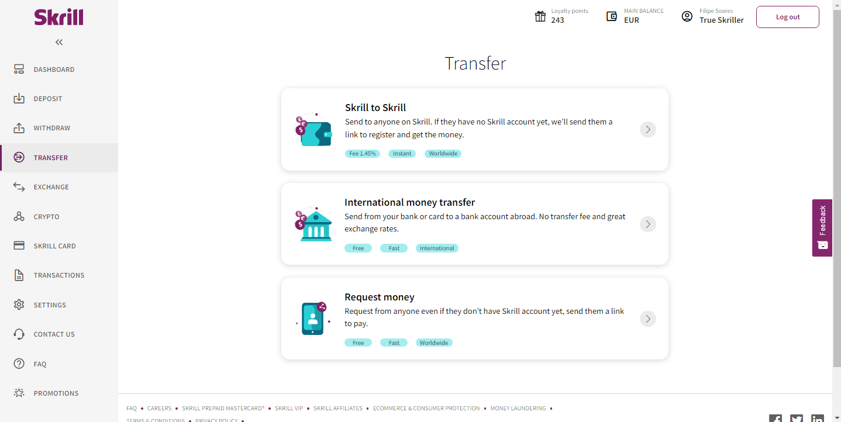 Skrill
Loyalty points
243
MAIN BALANCE
EUR
Filipe Soares
True Skriller
Log out
DASHBOARD
DEPOSIT
WITHDRAW
TRANSFER
EXCHANGE
CRYPTO
SKRILL CARD
TRANSACTIONS
SETTINGS
CONTACT US
FAQ
PROMOTIONS
Transfer
Skrill to Skrill
Send to anyone on Skrill. If they have no Skrill account yet, we'll send them a
link to register and get the money.
Fee 1.45% Instant Worldwide
International money transfer
Send from your bank or card to a bank account abroad. No transfer fee and great
exchange rates.
Free Fast International
Request money
Request from anyone even if they don't have Skrill account yet, send them a link
to pay.
Free Fast Worldwide
Feedback
FAQ • CAREERS • SKRILL PREPAID MASTERCARD® • SKRILL VIP • SKRILL AFFILIATES • ECOMMERCE & CONSUMER PROTECTION • MONEY LAUNDERING •
TERMS & CONDITIONS • PRIVACY POLICY •